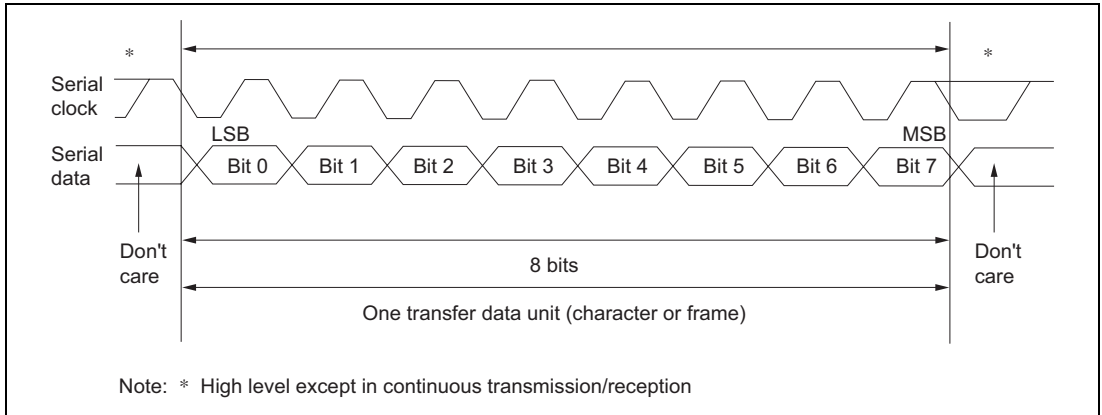 * *
Serial
clock
LSB MSB
Serial
data
Bit 0 Bit 1 Bit 2 Bit 3 Bit 4 Bit 5 Bit 6 Bit 7
Don't
care
Don't
care
8 bits
One transfer data unit (character or frame)
Note: * High level except in continuous transmission/reception